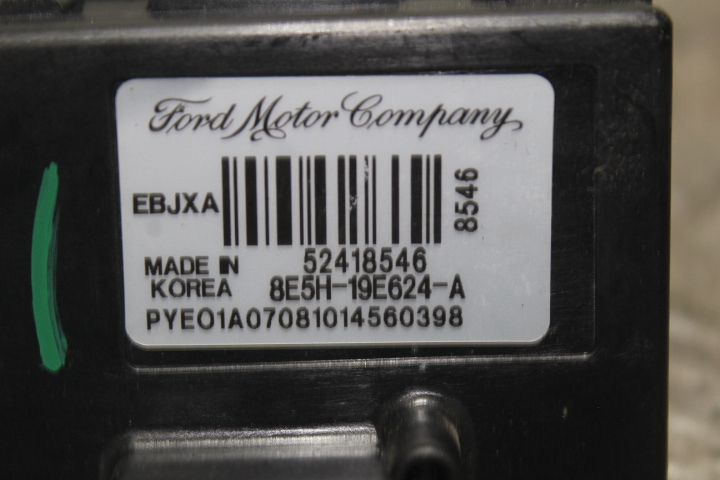 Ford Motor Company
EBJXA
8546
52418546
MADE IN
KOREA
8E5H-19E624-A
PYEO1A07081014560398